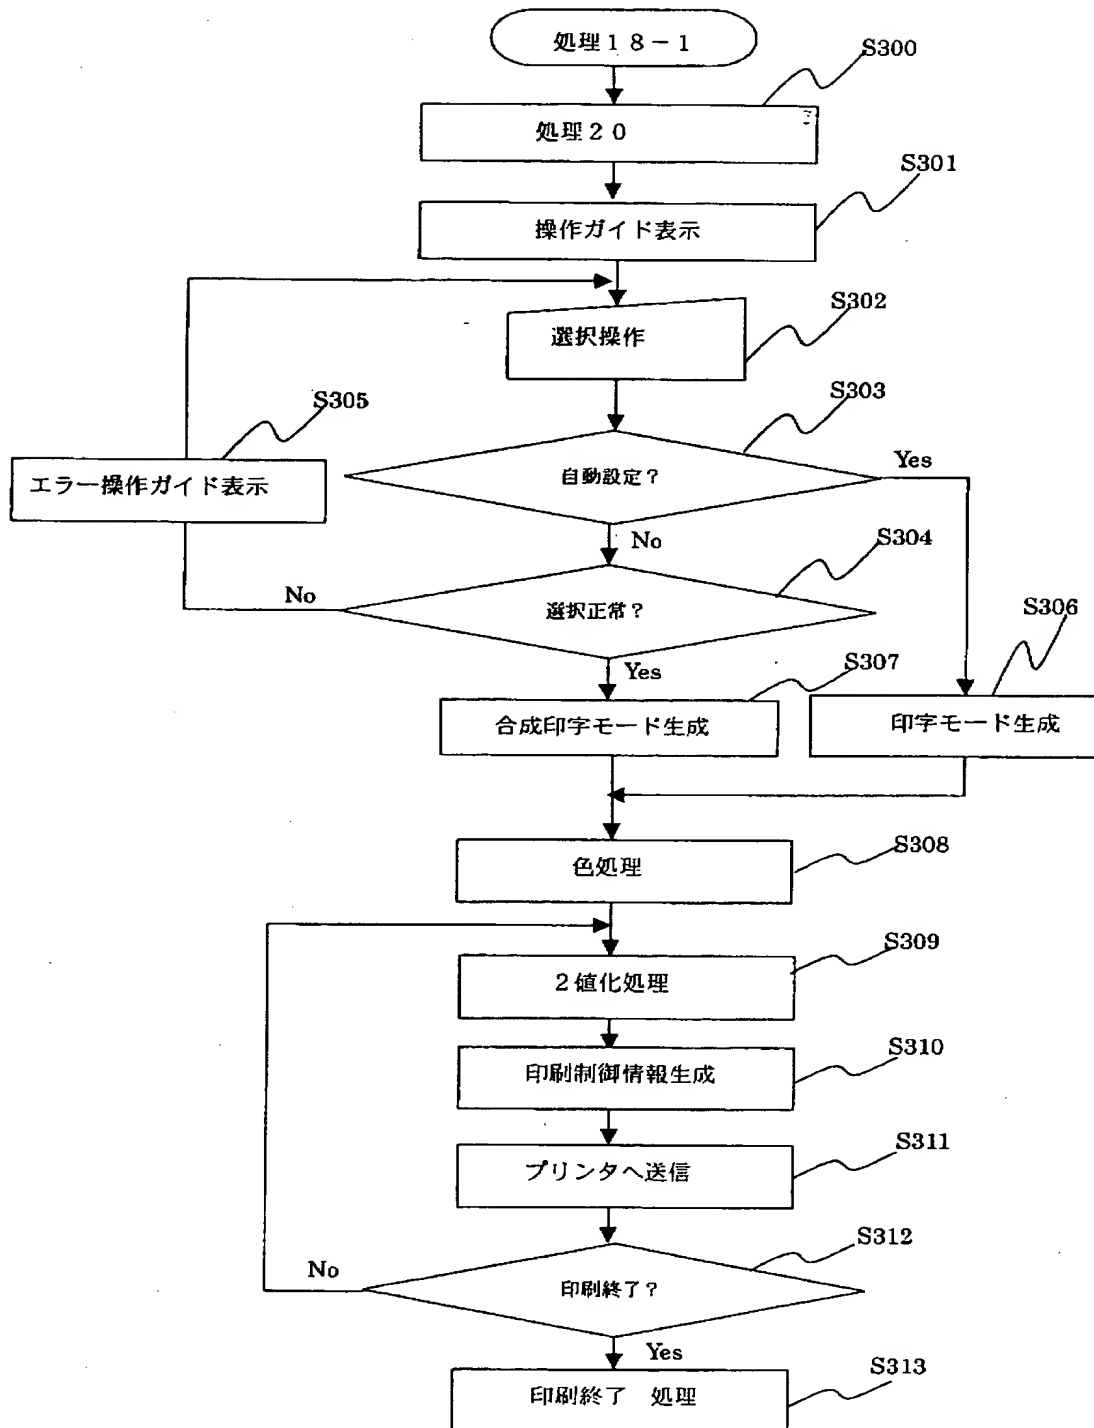 処理１８－１
S300
処理２０
S301
操作ガイド表示
S302
選択操作
S303
S305
自動設定？
Yes
エラー操作ガイド表示
No
S304
No
選択正常？
S306
Yes
S307
合成印字モード生成
印字モード生成
S308
色処理
S309
２値化処理
S310
印刷制御情報生成
S311
プリンタへ送信
S312
No
印刷終了？
Yes
S313
印刷終了　処理